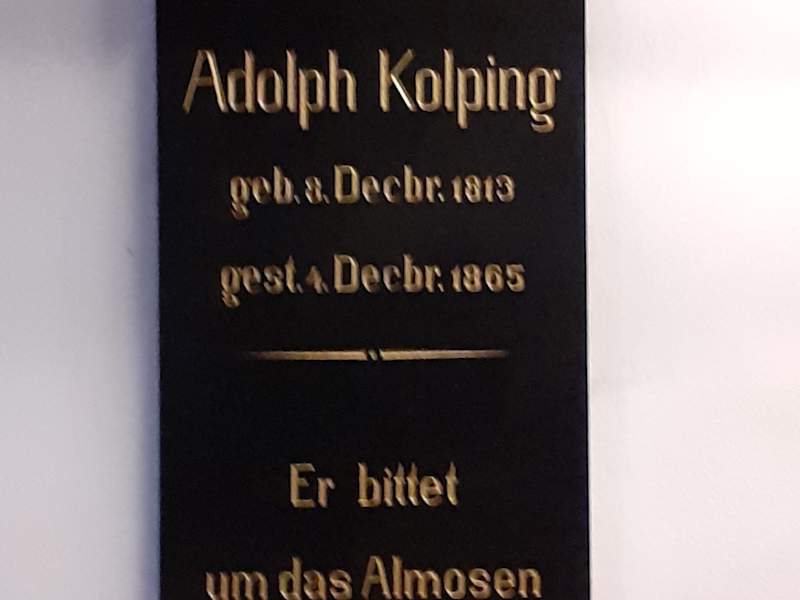 Adolph Kolping
geb. 8. Decbr. 1813
gest. 4. Decbr. 1865
Er bittet
um das Almosen